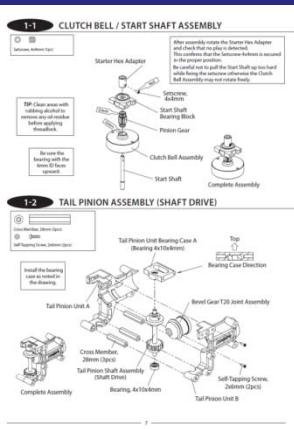 1-1 CLUTCH BELL / START SHAFT ASSEMBLY
Setscrew, 4x4mm (1pc)
After assembly rotate the Starter Hex Adapter
and check that no play is detected.
This confirms that the Setscrew-4x4mm is secured
in the proper position.
Be careful not to pull the Start Shaft up too hard
while fixing the setscrew otherwise the Clutch
Bell Assembly may not rotate freely.
Starter Hex Adapter
Setscrew,
4x4mm
TIP: Clean areas with
rubbing alcohol to
remove any oil residue
before applying
threadlock.
Start Shaft
Bearing Block
Pinion Gear
Be sure the
bearing with the
6mm ID faces
upward.
Clutch Bell Assembly
Start Shaft
Complete Assembly
1-2 TAIL PINION ASSEMBLY (SHAFT DRIVE)
Cross Member, 28mm (3pcs)
Self-Tapping Screw, 2x6mm (2pcs)
Tail Pinion Unit Bearing Case A
(Bearing 4x10x4mm)
Top
Bearing Case Direction
Install the bearing
case as noted in
the drawing.
Tail Pinion Unit A
Bevel Gear T20 Joint Assembly
Cross Member,
28mm (3pcs)
Tail Pinion Shaft Assembly
(Shaft Drive)
Self-Tapping Screw,
2x6mm (2pcs)
Complete Assembly
Bearing, 4x10x4mm
Tail Pinion Unit B
7